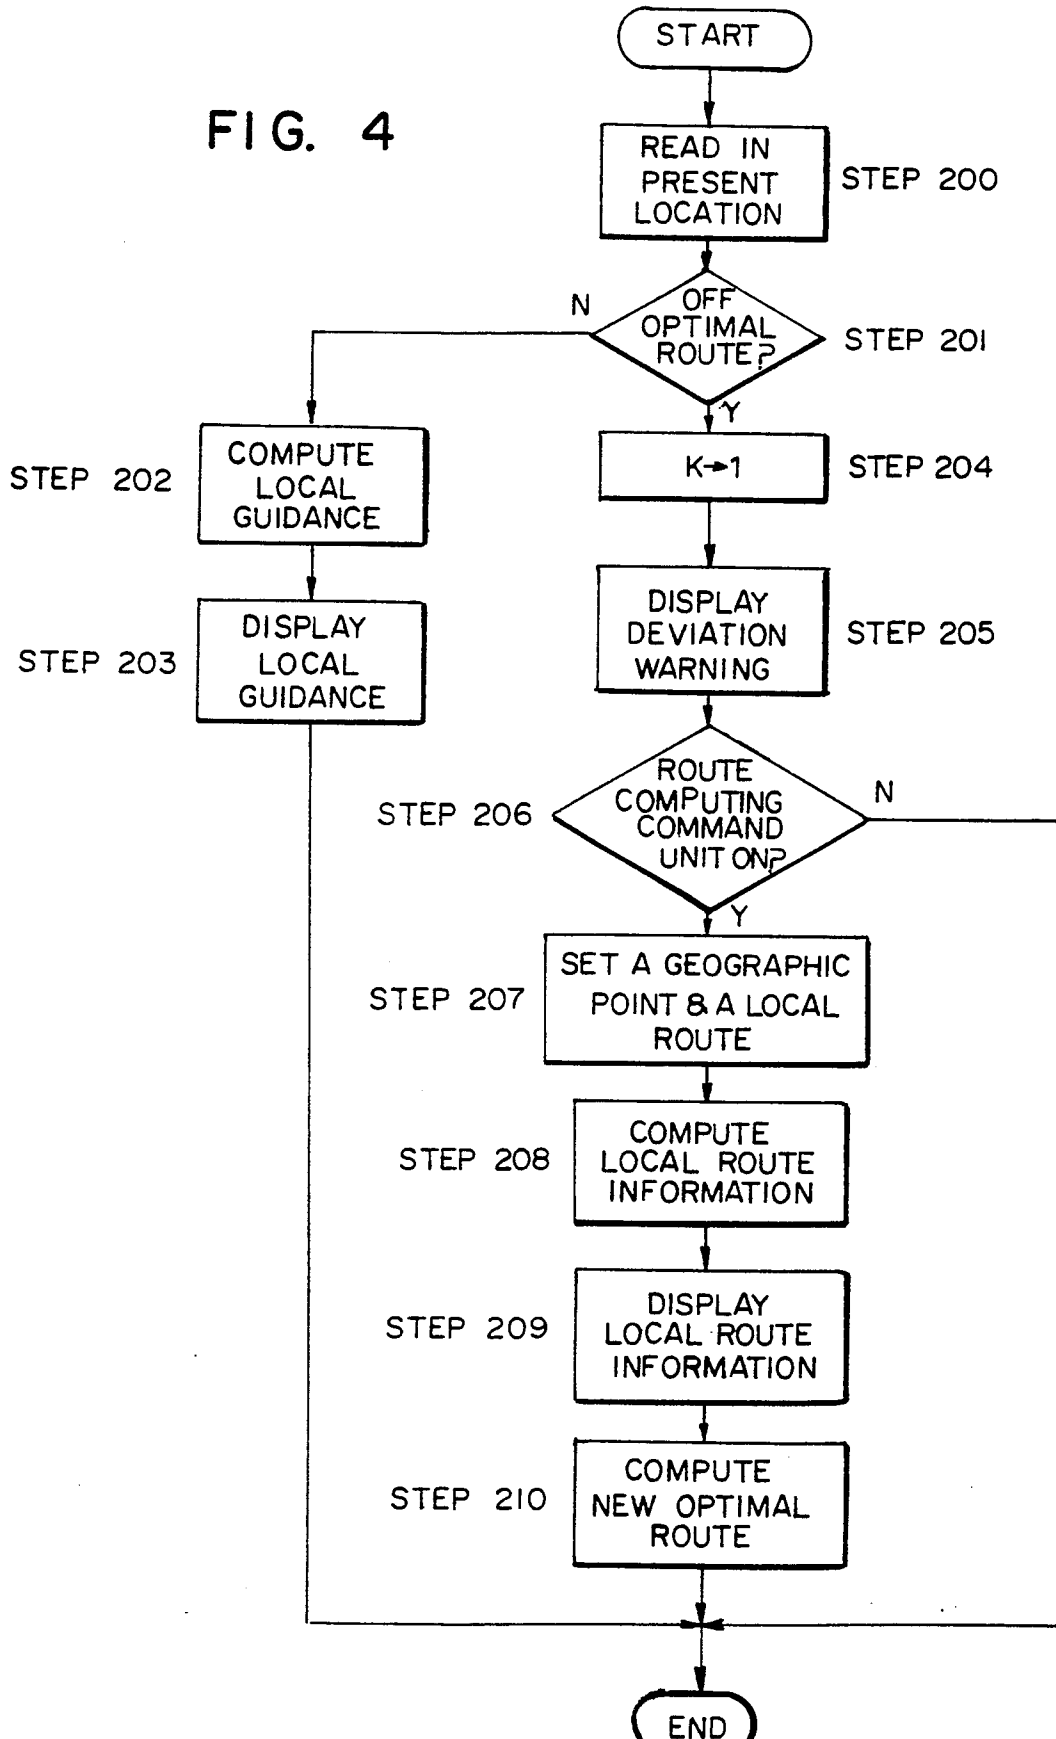 START
FIG. 4
READ IN
PRESENT
LOCATION
STEP 200
N
OFF
OPTIMAL
ROUTE?
STEP 201
Y
STEP 202
COMPUTE
LOCAL
GUIDANCE
K→1
STEP 204
STEP 203
DISPLAY
LOCAL
GUIDANCE
DISPLAY
DEVIATION
WARNING
STEP 205
STEP 206
ROUTE
COMPUTING
COMMAND
UNIT ON?
N
Y
STEP 207
SET A GEOGRAPHIC
POINT & A LOCAL
ROUTE
STEP 208
COMPUTE
LOCAL ROUTE
INFORMATION
STEP 209
DISPLAY
LOCAL ROUTE
INFORMATION
STEP 210
COMPUTE
NEW OPTIMAL
ROUTE
END